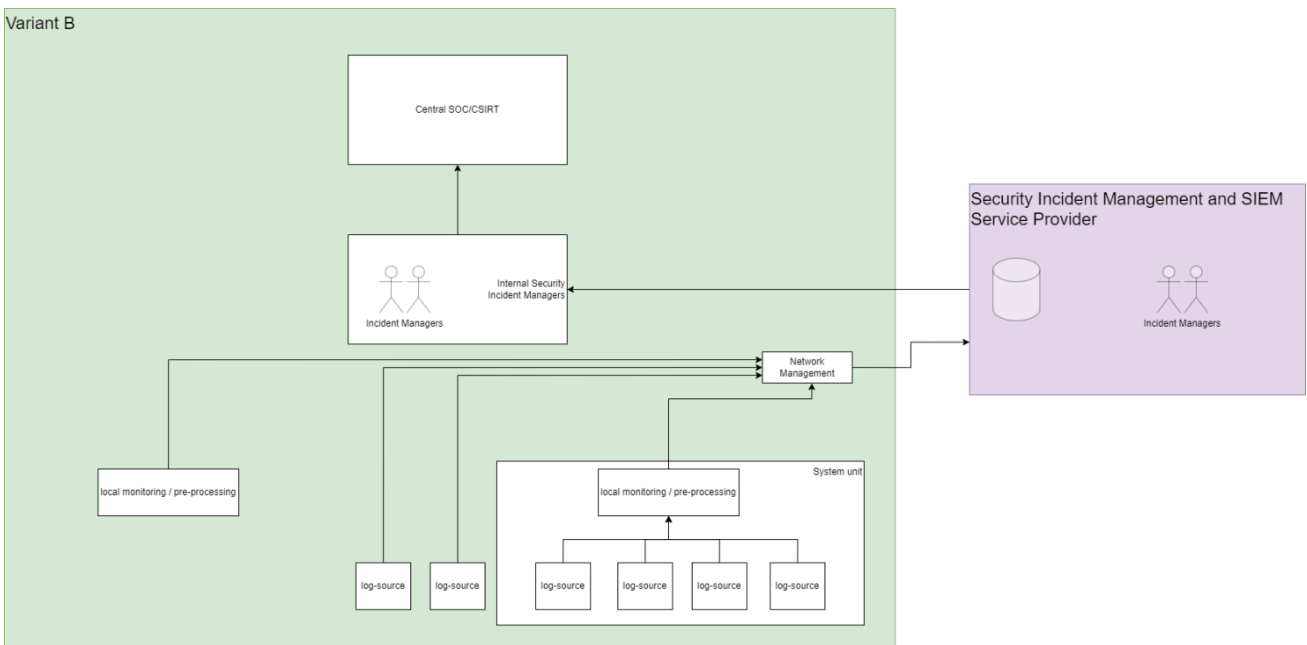 Variant B
Central SOC/CSIRT
Security Incident Management and SIEM
Service Provider
Internal Security
Incident Managers
Incident Managers
Incident Managers
Network
Management
System unit
local monitoring / pre-processing
local monitoring / pre-processing
log-source
log-source
log-source
log-source
log-source
log-source